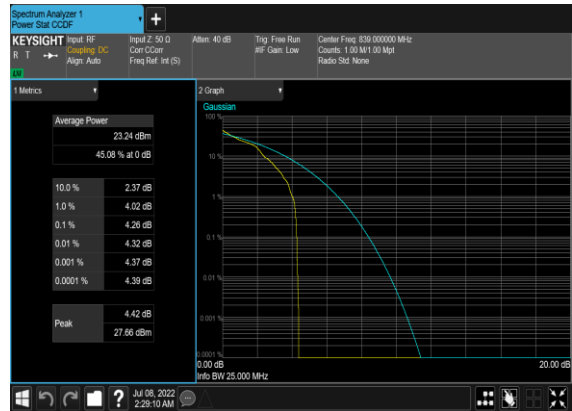 Spectrum Analyzer 1
Power Stat CCDF
+
KEYSIGHT Input: RF Input Z: 50 Ω Atten: 40 dB Trig: Free Run Center Freq: 839.000000 MHz
R T Coupling: DC Corr CCorr #IF Gain: Low Counts: 1.00 M/1.00 Mpt
Align: Auto Freq Ref: Int (S) Radio Std: None
1 Metrics
2 Graph
Average Power
23.24 dBm
45.08 % at 0 dB
10.0 % 2.37 dB
1.0 % 4.02 dB
0.1 % 4.26 dB
0.01 % 4.32 dB
0.001 % 4.37 dB
0.0001 % 4.39 dB
Peak 4.42 dB
27.66 dBm
Gaussian
100 %
10 %
1 %
0.1 %
0.01 %
0.001 %
0.0001 %
0.00 dB 20.00 dB
Info BW 25.000 MHz
? Jul 08, 2022
2:29:10 AM